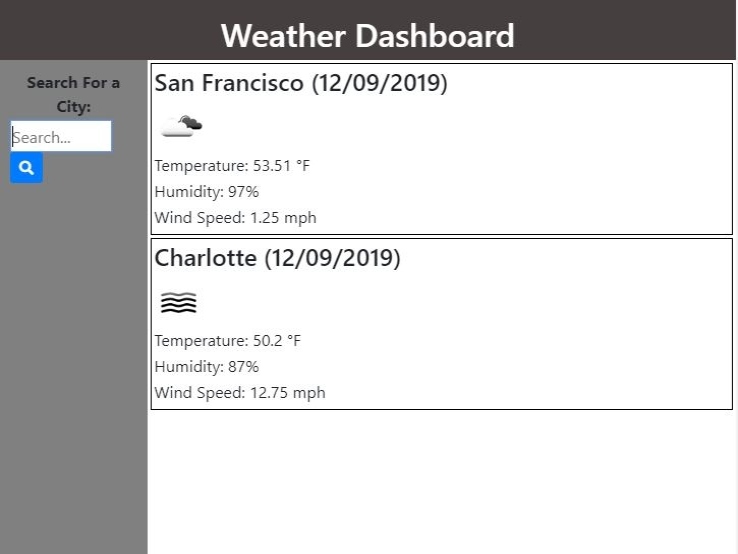 Weather Dashboard
Search For a
City:
Search...
San Francisco (12/09/2019)
Temperature: 53.51 °F
Humidity: 97%
Wind Speed: 1.25 mph
Charlotte (12/09/2019)
Temperature: 50.2 °F
Humidity: 87%
Wind Speed: 12.75 mph